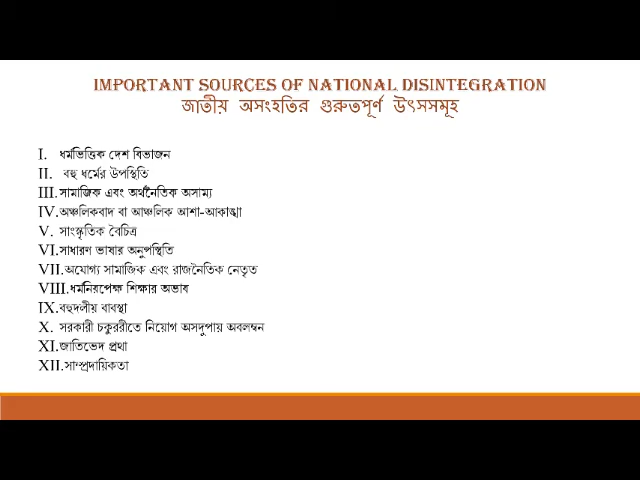 IMPORTANT SOURCES OF NATIONAL DISINTEGRATION
জাতীয় অসংহতির গুরুতপূর্ণ উৎসসমূহ
I. ধর্মভিত্তিক দেশ বিভাজন
II. বহু ধর্মের উপস্থিতি
III. সামাজিক এবং অর্থনৈতিক অসাম্য
IV. অঞ্চলিকবাদ বা আঞ্চলিক আশা-আকাঙ্খা
V. সাংস্কৃতিক বৈচিত্র
VI. সাধারণ ভাষার অনুপস্থিতি
VII. অযোগ্য সামাজিক এবং রাজনৈতিক নেতৃত
VIII. ধর্মনিরপেক্ষ শিক্ষার অভাব
IX. বহুদলীয় ব্যবস্থা
X. সরকারী চকুররীতে নিয়োগ অসদুপায় অবলম্বন
XI. জাতিভেদ প্রথা
XII. সাম্প্রদায়িকতা